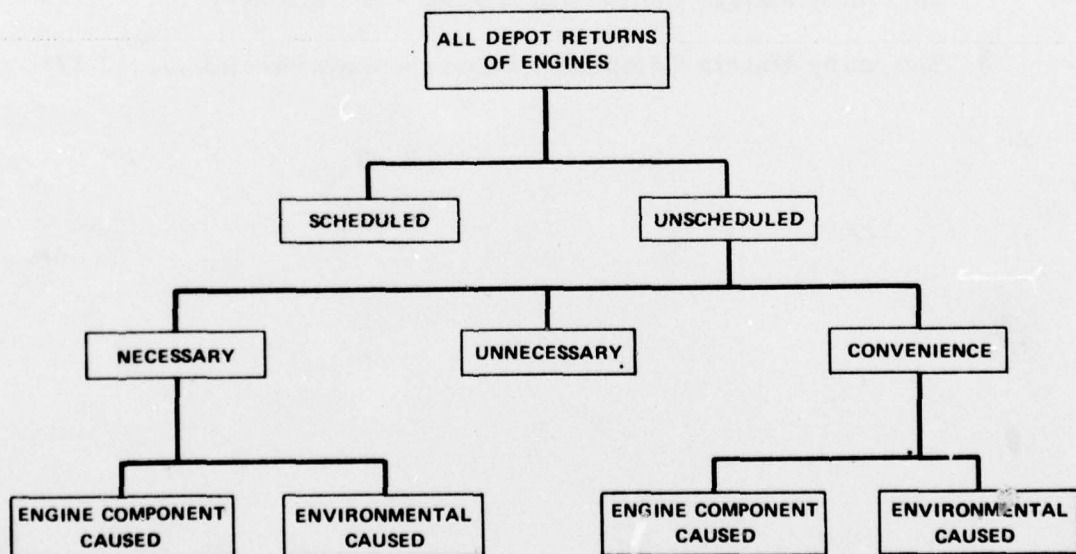 ALL DEPOT RETURNS
OF ENGINES
SCHEDULED
UNSCHEDULED
NECESSARY
UNNECESSARY
CONVENIENCE
ENGINE COMPONENT
CAUSED
ENVIRONMENTAL
CAUSED
ENGINE COMPONENT
CAUSED
ENVIRONMENTAL
CAUSED